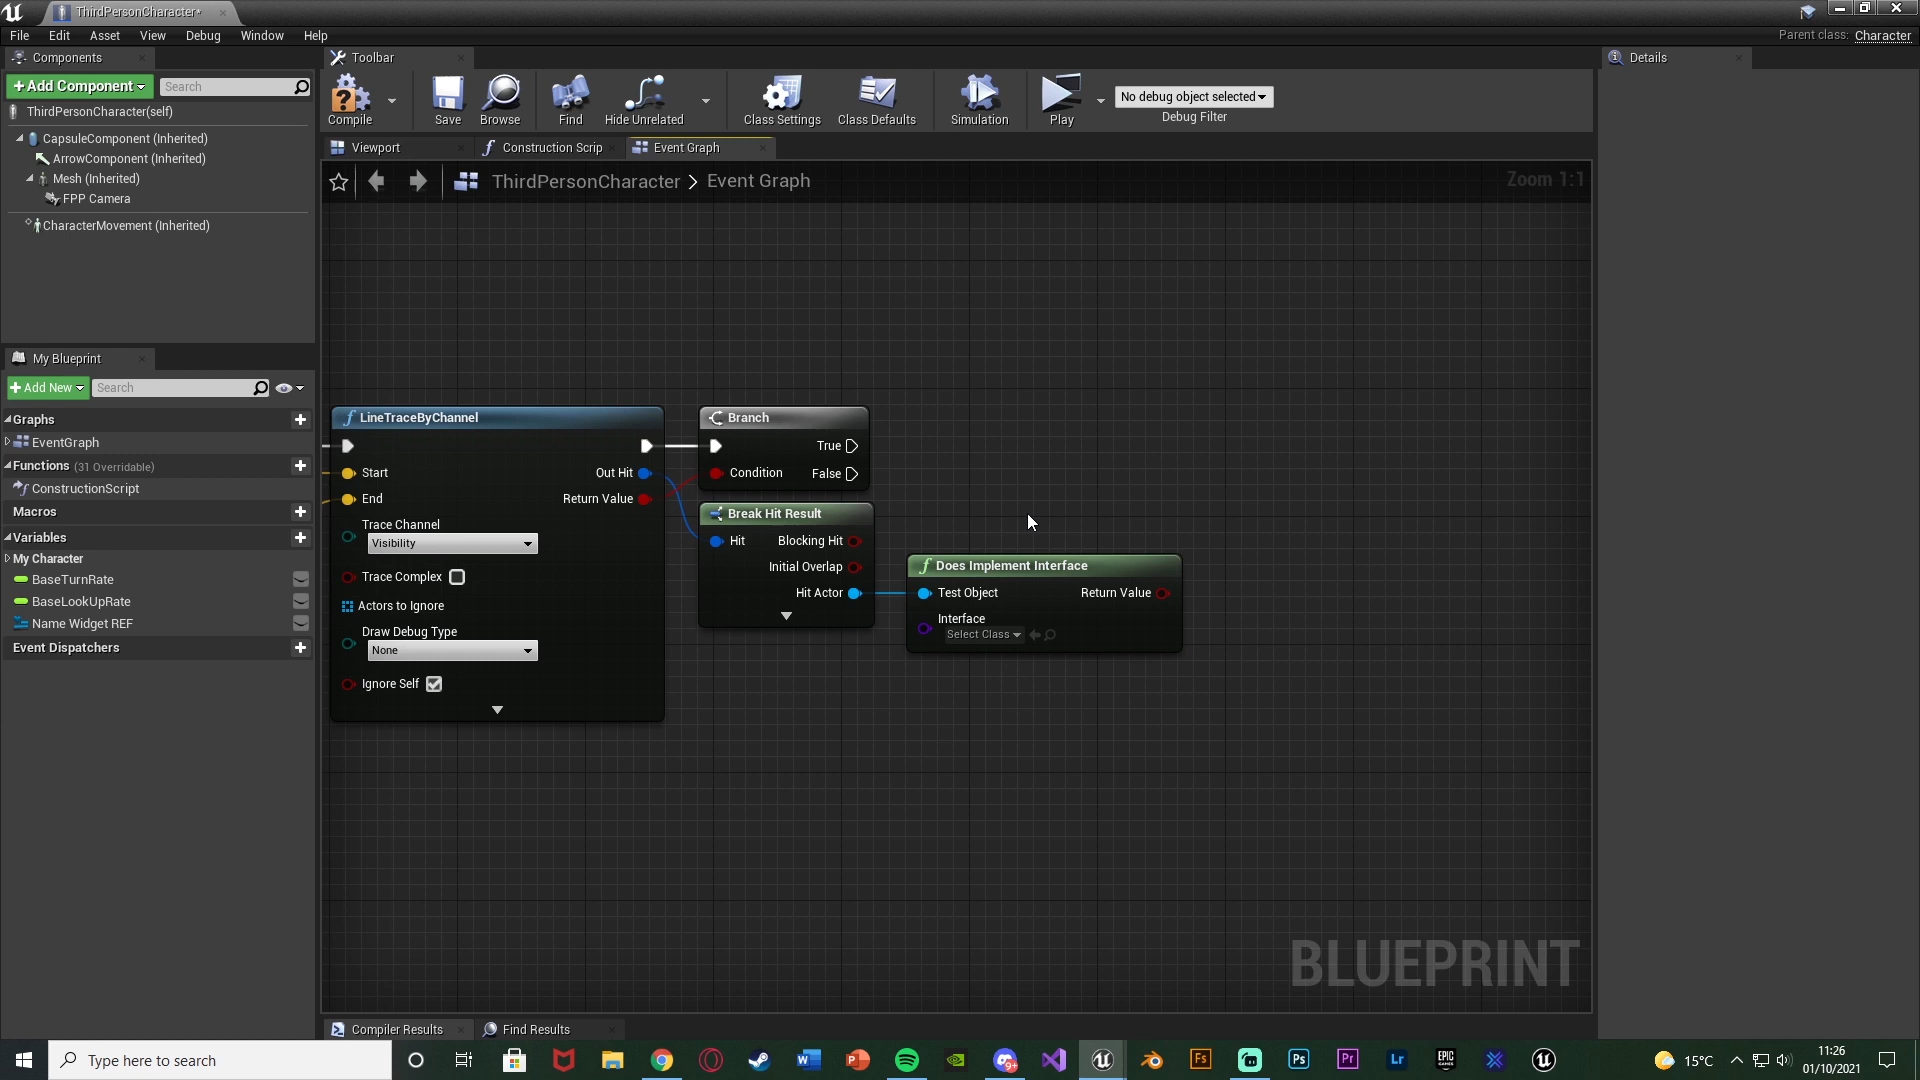 ThirdPersonCharacter*
File Edit Asset View Debug Window Help
Parent class: Character
Components
+Add Component
Search
ThirdPersonCharacter(self)
CapsuleComponent (Inherited)
ArrowComponent (Inherited)
Mesh (Inherited)
FPP Camera
CharacterMovement (Inherited)
My Blueprint
+Add New
Search
Graphs
EventGraph
Functions (31 Overridable)
ConstructionScript
Macros
Variables
My Character
BaseTurnRate
BaseLookUpRate
Name Widget REF
Event Dispatchers
Toolbar
Compile Save Browse Find Hide Unrelated Class Settings Class Defaults Simulation Play
No debug object selected
Debug Filter
Viewport Construction Scrip Event Graph
ThirdPersonCharacter > Event Graph
Zoom 1:1
LineTraceByChannel
Start
End
Out Hit
Return Value
Trace Channel
Visibility
Trace Complex
Actors to Ignore
Draw Debug Type
None
Ignore Self
Branch
True
Condition
False
Break Hit Result
Hit
Blocking Hit
Initial Overlap
Hit Actor
Does Implement Interface
Test Object
Return Value
Interface
Select Class
BLUEPRINT
Compiler Results Find Results
Details
Type here to search
9+
Fs
Ps
Pr
Lr
EPIC
GAMES
15°C
11:26
01/10/2021